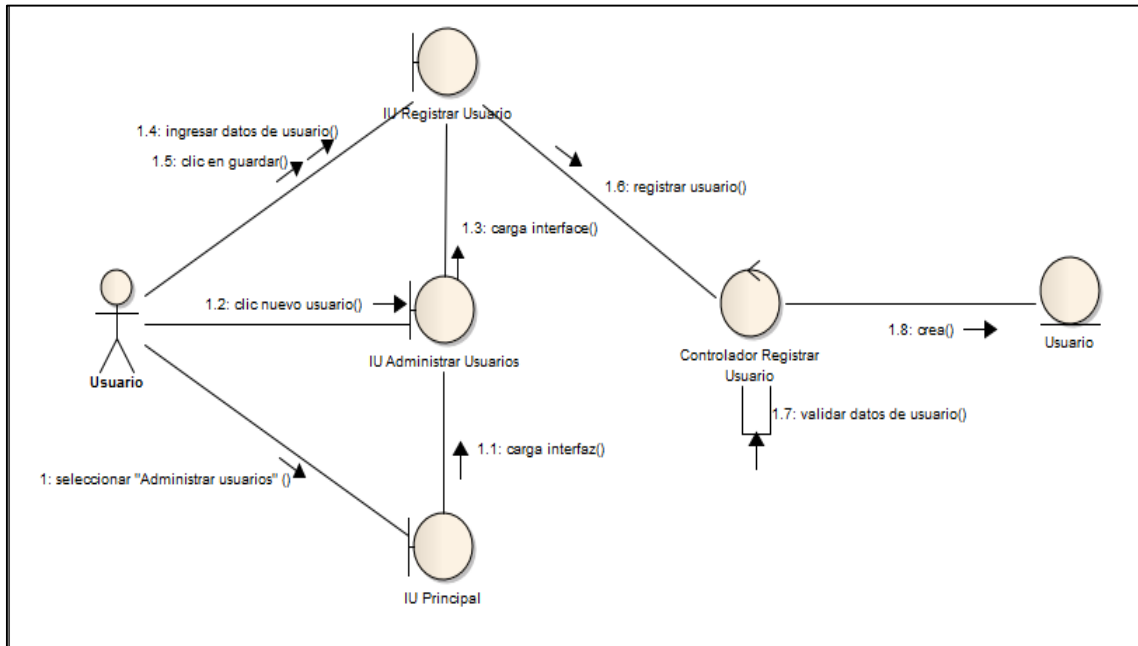 IU Registrar Usuario
1.4: ingresar datos de usuario()
1.5: clic en guardar()
1.6: registrar usuario()
1.3: carga interface()
1.2: clic nuevo usuario()
1.8: crea()
Usuario
IU Administrar Usuarios
Controlador Registrar
Usuario
Usuario
1.7: validar datos de usuario()
1.1: carga interfaz()
1: seleccionar "Administrar usuarios" ()
IU Principal